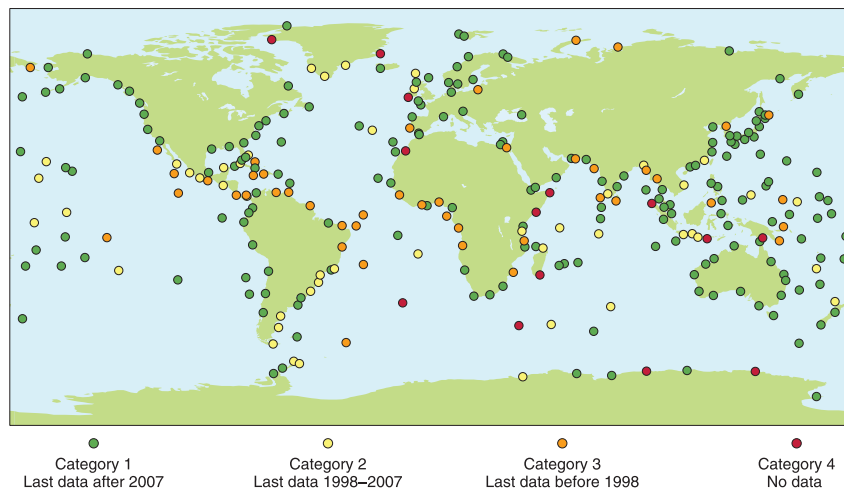 Category 1
Last data after 2007
Category 2
Last data 1998–2007
Category 3
Last data before 1998
Category 4
No data